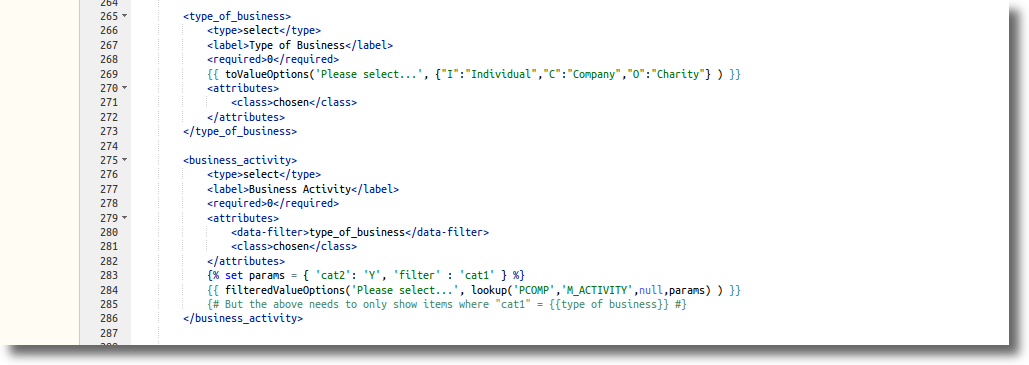 264
265 <type_of_business>
266 <type>select</type>
267 <label>Type of Business</label>
268 <required>0</required>
269 {{ toValueOptions('Please select...', {"I":"Individual","C":"Company","O":"Charity"} ) }}
270 <attributes>
271 <class>chosen</class>
272 </attributes>
273 </type_of_business>
274
275 <business_activity>
276 <type>select</type>
277 <label>Business Activity</label>
278 <required>0</required>
279 <attributes>
280 <data-filter>type_of_business</data-filter>
281 <class>chosen</class>
282 </attributes>
283 {% set params = { 'cat2': 'Y', 'filter' : 'cat1' } %}
284 {{ filteredValueOptions('Please select...', lookup('PCOMP','M_ACTIVITY',null,params) ) }}
285 {# But the above needs to only show items where "cat1" = {{type of business}} #}
286 </business_activity>
287